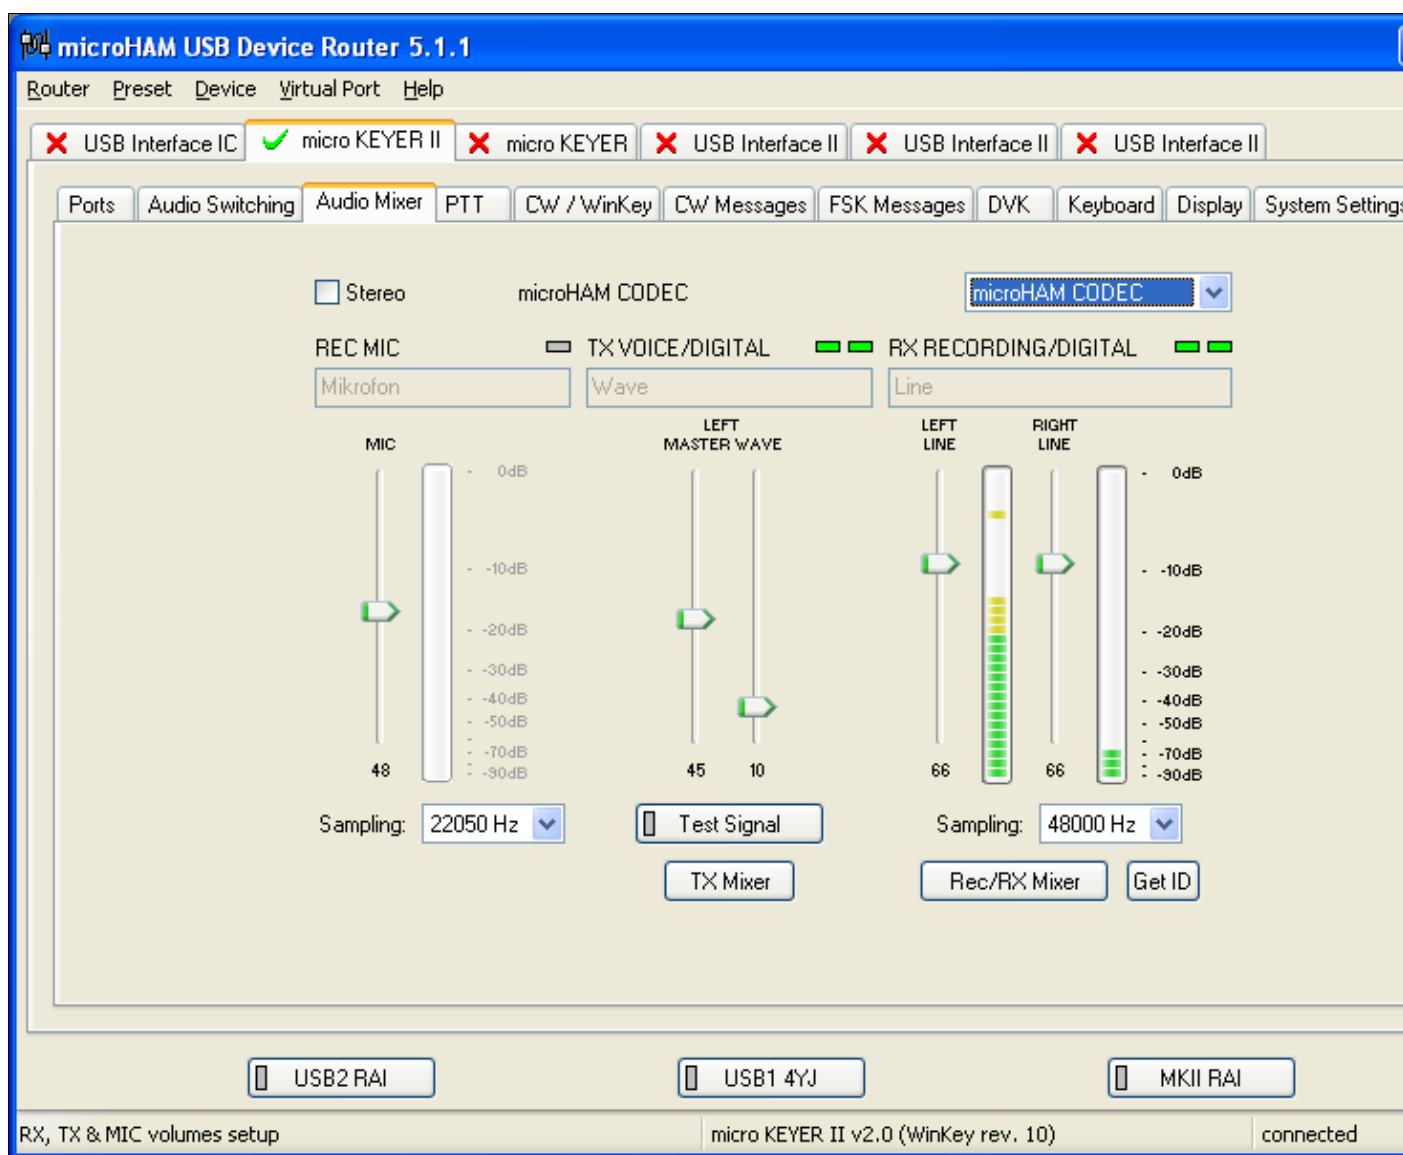 microHAM USB Device Router 5.1.1
Router Preset Device Virtual Port Help
USB Interface IC micro KEYER II micro KEYER USB Interface II USB Interface II USB Interface II
Ports Audio Switching Audio Mixer PTT CW / WinKey CW Messages FSK Messages DVK Keyboard Display System Settings
Stereo microHAM CODEC microHAM CODEC
REC MIC TX VOICE/DIGITAL RX RECORDING/DIGITAL
Mikrofon Wave Line
LEFT LEFT RIGHT
MIC MASTER WAVE LINE LINE
- 0dB - 0dB
- -10dB - -10dB
- -20dB - -20dB
- -30dB - -30dB
- -40dB - -40dB
- -50dB - -50dB
- -70dB - -70dB
48 - -90dB 45 10 66 66 - -90dB
Sampling: 22050 Hz Test Signal Sampling: 48000 Hz
TX Mixer Rec/RX Mixer Get ID
USB2 RAI USB1 4YJ MKII RAI
RX, TX & MIC volumes setup micro KEYER II v2.0 (WinKey rev. 10) connected